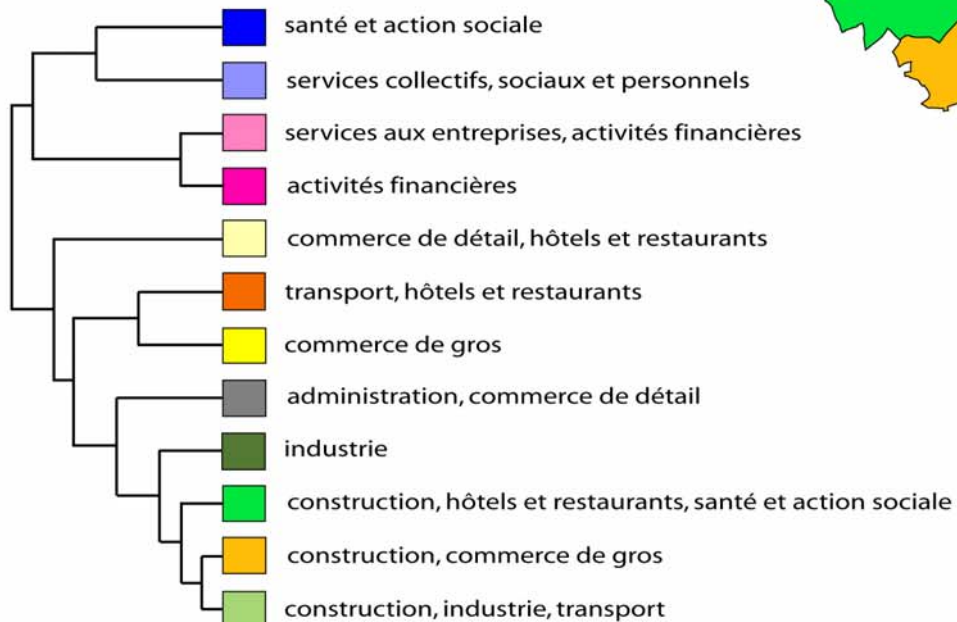 santé et action sociale
services collectifs, sociaux et personnels
services aux entreprises, activités financières
activités financières
commerce de détail, hôtels et restaurants
transport, hôtels et restaurants
commerce de gros
administration, commerce de détail
industrie
construction, hôtels et restaurants, santé et action sociale
construction, commerce de gros
construction, industrie, transport